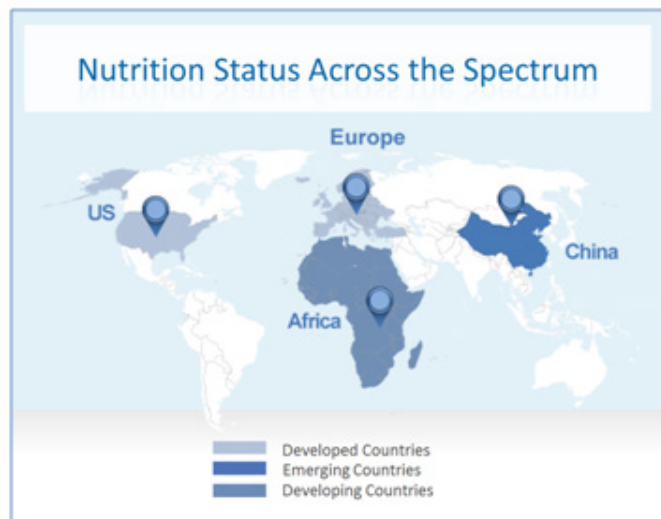 Nutrition Status Across the Spectrum
Europe
US
China
Africa
Developed Countries
Emerging Countries
Developing Countries